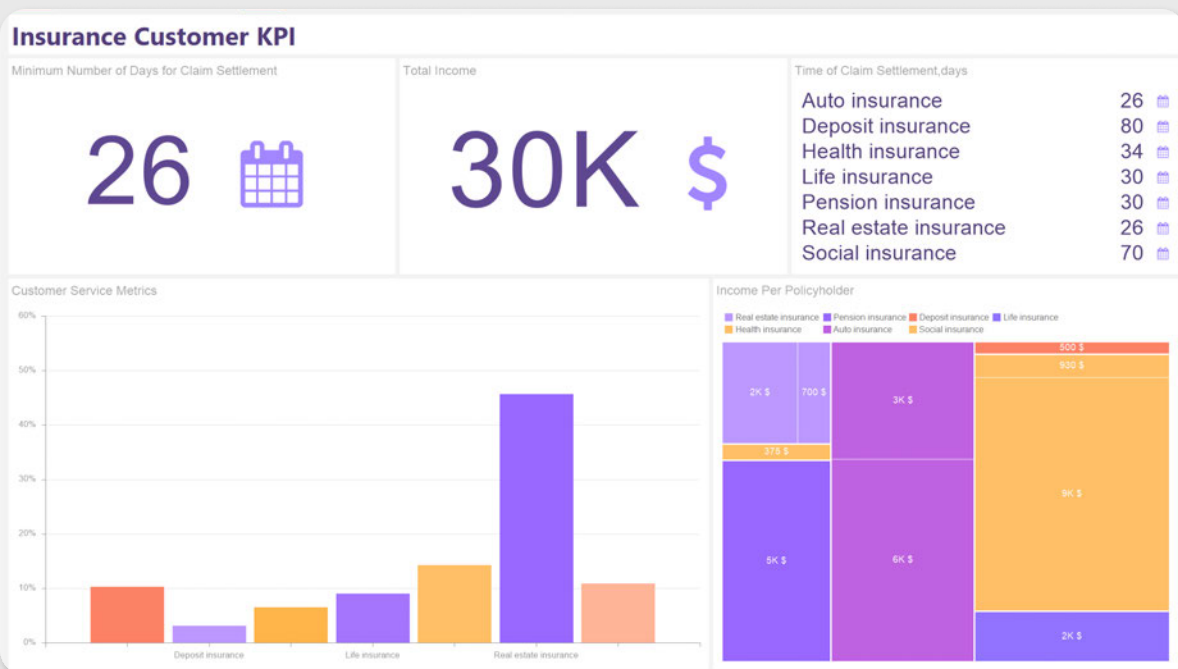 Insurance Customer KPI
Minimum Number of Days for Claim Settlement
26
Total Income
30K $
Time of Claim Settlement,days
Auto insurance 26
Deposit insurance 80
Health insurance 34
Life insurance 30
Pension insurance 30
Real estate insurance 26
Social insurance 70
Customer Service Metrics
60%
50%
40%
30%
20%
10%
0%
Deposit insurance Life insurance Real estate insurance
Income Per Policyholder
Real estate insurance Pension insurance Deposit insurance Life insurance
Health insurance Auto insurance Social insurance
2K $
700 $
375 $
5K $
3K $
6K $
500 $
930 $
9K $
2K $